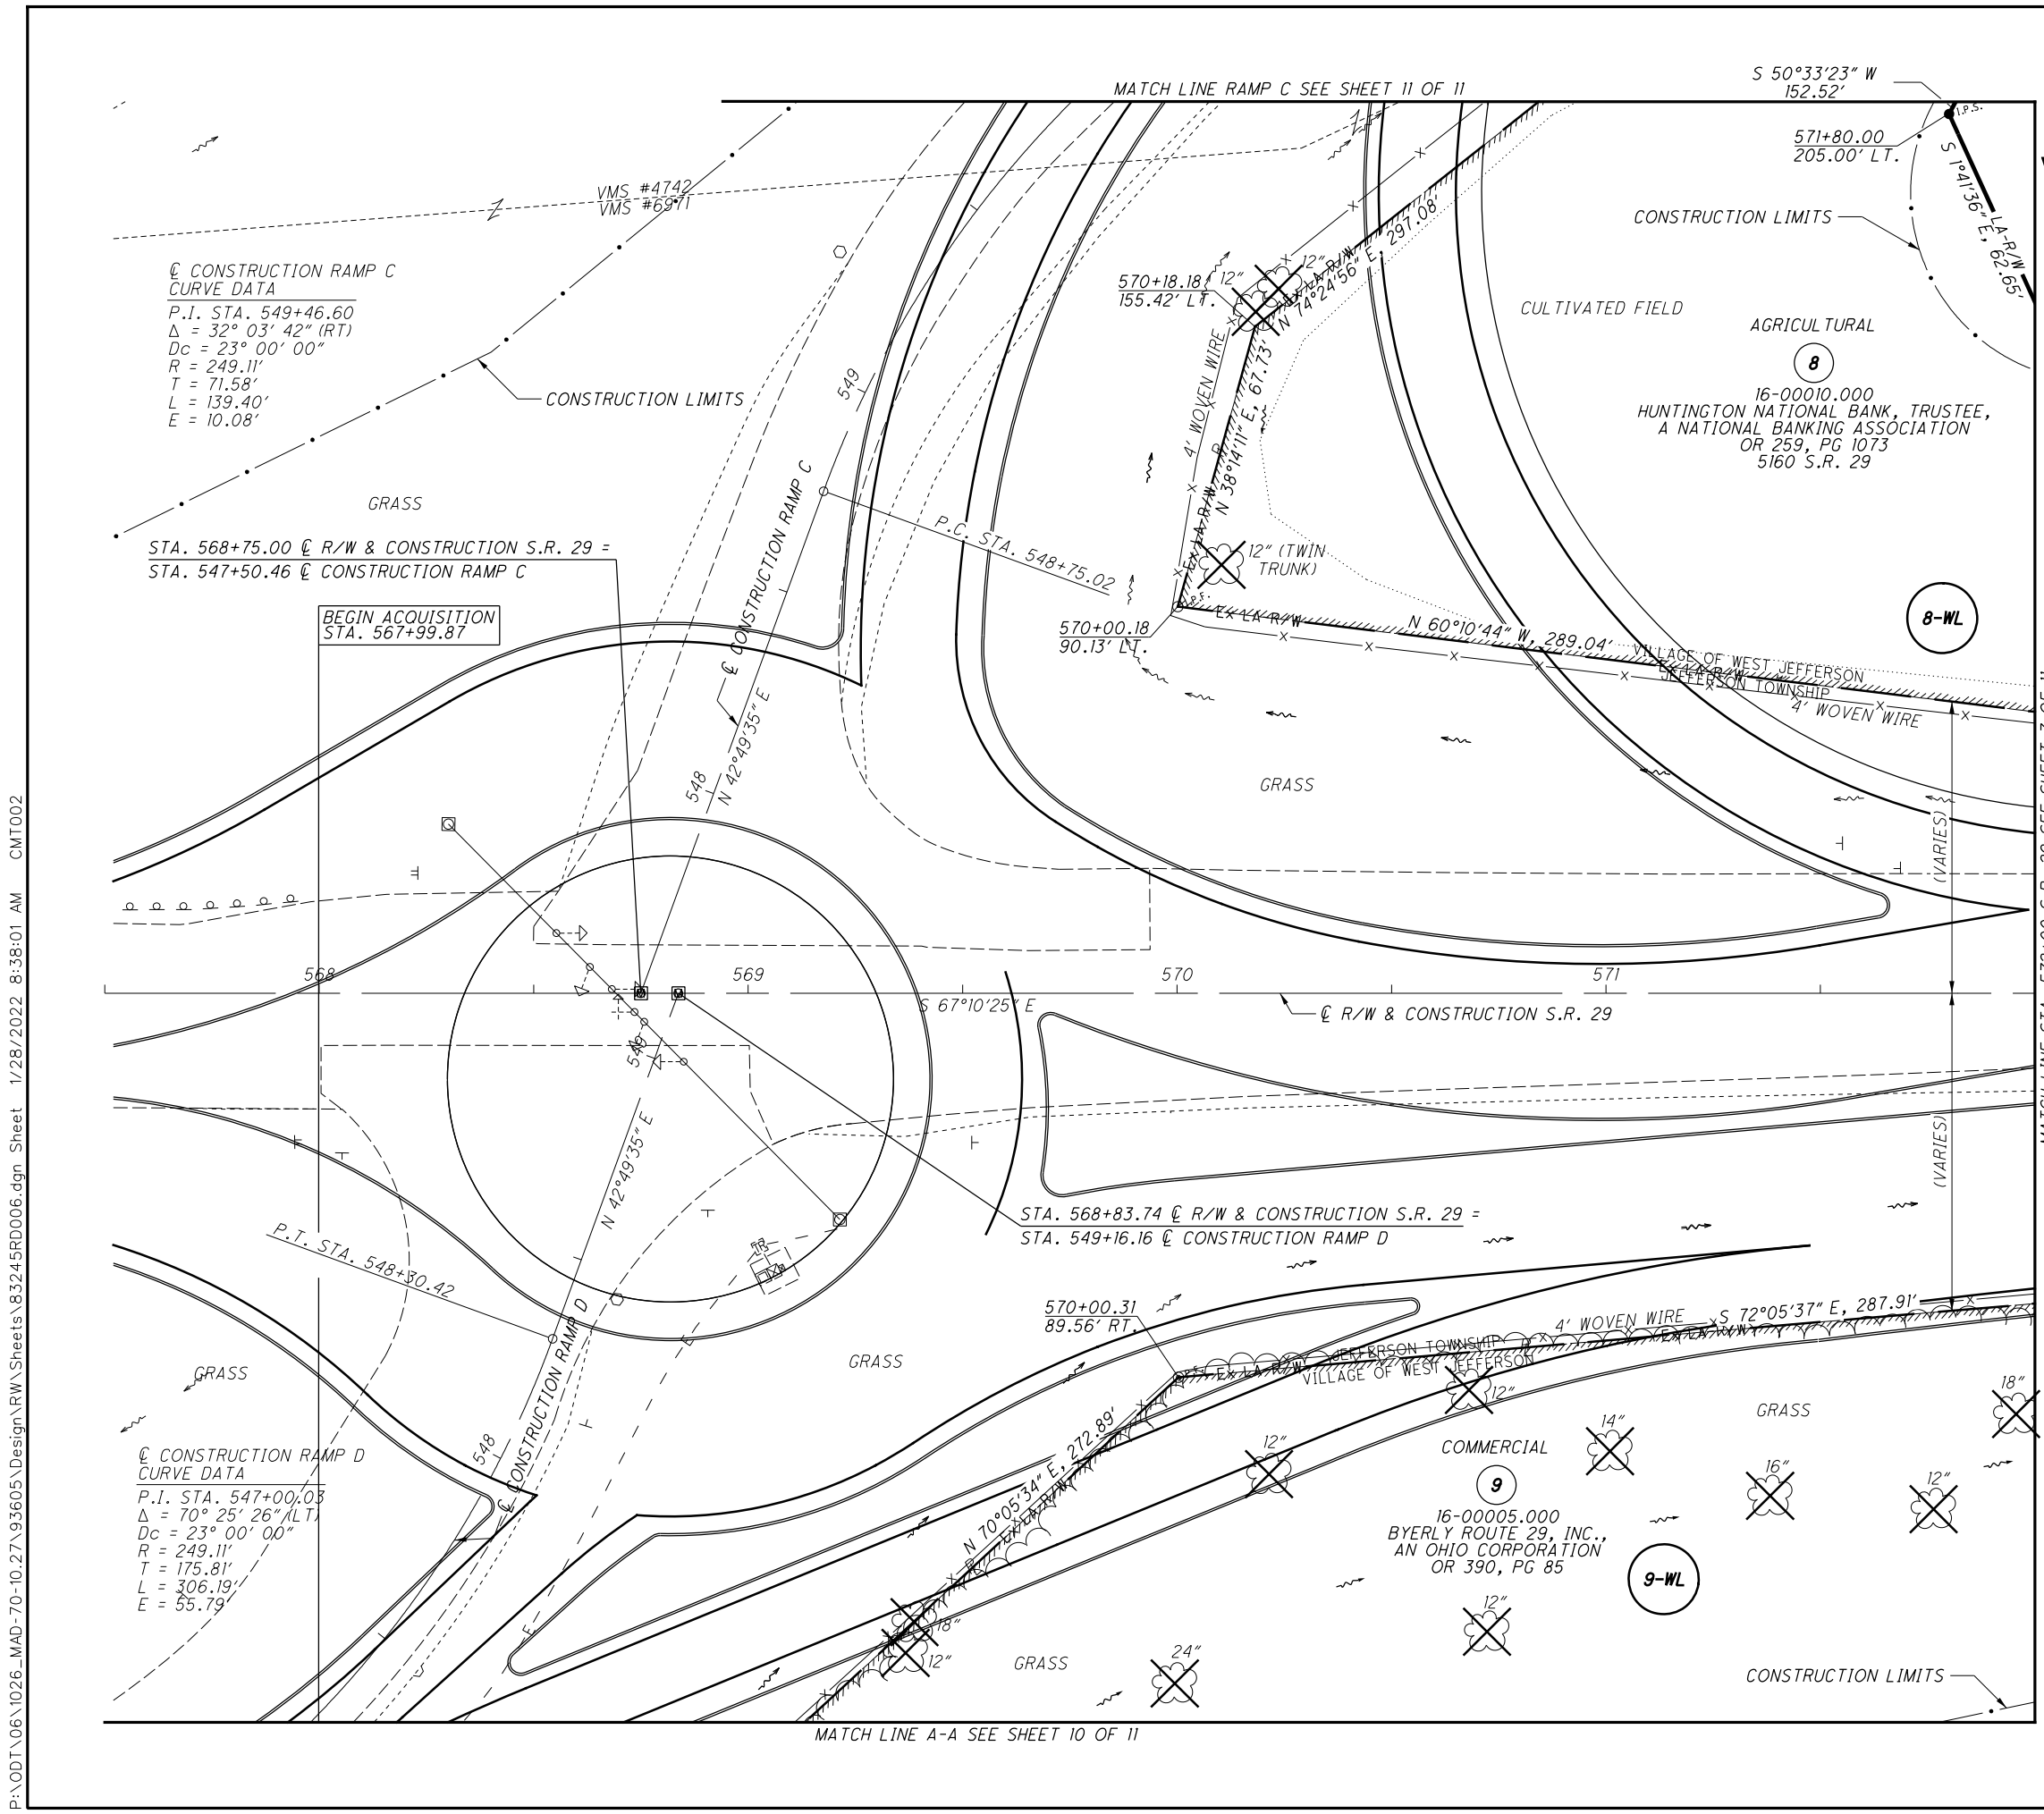 MATCH LINE RAMP C SEE SHEET 11 OF 11
S 50°33'23" W
152.52'
I.P.S.
571+80.00
205.00' LT.
S 1°41'36" E, 62.65'
LA-R/W
CONSTRUCTION LIMITS
VMS #4742
VMS #6971
℄ CONSTRUCTION RAMP C
CURVE DATA
P.I. STA. 549+46.60
Δ = 32° 03' 42" (RT)
Dc = 23° 00' 00"
R = 249.11'
T = 71.58'
L = 139.40'
E = 10.08'
CONSTRUCTION LIMITS
GRASS
STA. 568+75.00 ℄ R/W & CONSTRUCTION S.R. 29 =
STA. 547+50.46 ℄ CONSTRUCTION RAMP C
BEGIN ACQUISITION
STA. 567+99.87
549
℄ CONSTRUCTION RAMP C
P.C. STA. 548+75.02
548
N 42°49'35" E
570+18.18
155.42' LT.
12"
12"
EX LA-R/W
N 74°24'56" E, 297.08'
4' WOVEN WIRE
N 38°14'11" E, 67.73'
EX LA-R/W
12" (TWIN
TRUNK)
I.P.S.
570+00.18
90.13' LT.
EX LA-R/W
N 60°10'44" W, 289.04'
VILLAGE OF WEST JEFFERSON
EX LA-R/W
JEFFERSON TOWNSHIP
4' WOVEN WIRE
CULTIVATED FIELD
AGRICULTURAL
8
16-00010.000
HUNTINGTON NATIONAL BANK, TRUSTEE,
A NATIONAL BANKING ASSOCIATION
OR 259, PG 1073
5160 S.R. 29
8-WL
GRASS
(VARIES)
568
569
570
571
S 67°10'25" E
℄ R/W & CONSTRUCTION S.R. 29
549
N 42°49'35" E
(VARIES)
STA. 568+83.74 ℄ R/W & CONSTRUCTION S.R. 29 =
STA. 549+16.16 ℄ CONSTRUCTION RAMP D
P.T. STA. 548+30.42
TR
E
E
570+00.31
89.56' RT.
4' WOVEN WIRE
S 72°05'37" E, 287.91'
EX LA-R/W
JEFFERSON TOWNSHIP
EX LA-R/W
VILLAGE OF WEST JEFFERSON
GRASS
GRASS
548
℄ CONSTRUCTION RAMP D
℄ CONSTRUCTION RAMP D
CURVE DATA
P.I. STA. 547+00.03
Δ = 70° 25' 26" (LT)
Dc = 23° 00' 00"
R = 249.11'
T = 175.81'
L = 306.19'
E = 55.79'
N 70°05'34" E, 272.89'
EX LA-R/W
12"
12"
14"
16"
12"
18"
GRASS
COMMERCIAL
9
16-00005.000
BYERLY ROUTE 29, INC.,
AN OHIO CORPORATION
OR 390, PG 85
9-WL
18"
12"
GRASS
24"
12"
CONSTRUCTION LIMITS
MATCH LINE A-A SEE SHEET 10 OF 11
P:\ODT\06\1026_MAD-70-10.27\93605\Design\RW\Sheets\83245RD006.dgn Sheet 1/28/2022 8:38:01 AM CMT002